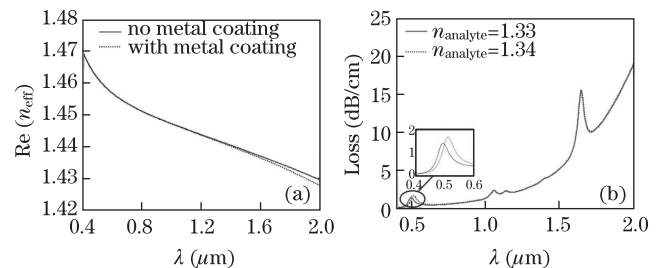 1.48
1.47
1.46
1.45
1.44
1.43
1.42
Re (n_eff)
no metal coating
with metal coating
(a)
0.4 0.8 1.2 1.6 2.0
λ (µm)
25
20
15
10
5
0
Loss (dB/cm)
n_analyte=1.33
n_analyte=1.34
2
1
0
0.4 0.5 0.6
(b)
0.5 1.0 1.5 2.0
λ (µm)